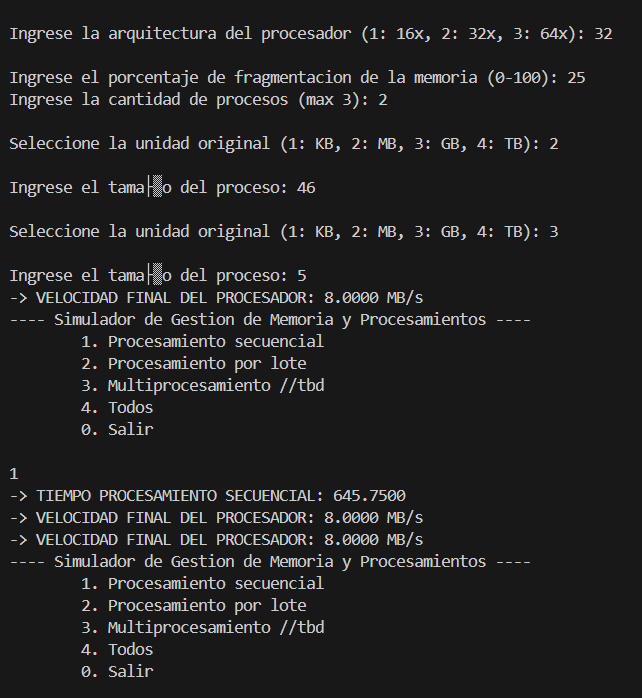 Ingrese la arquitectura del procesador (1: 16x, 2: 32x, 3: 64x): 32
Ingrese el porcentaje de fragmentacion de la memoria (0-100): 25
Ingrese la cantidad de procesos (max 3): 2
Seleccione la unidad original (1: KB, 2: MB, 3: GB, 4: TB): 2
Ingrese el tama├▒o del proceso: 46
Seleccione la unidad original (1: KB, 2: MB, 3: GB, 4: TB): 3
Ingrese el tama├▒o del proceso: 5
-> VELOCIDAD FINAL DEL PROCESADOR: 8.0000 MB/s
---- Simulador de Gestion de Memoria y Procesamientos ----
1. Procesamiento secuencial
2. Procesamiento por lote
3. Multiprocesamiento //tbd
4. Todos
0. Salir
1
-> TIEMPO PROCESAMIENTO SECUENCIAL: 645.7500
-> VELOCIDAD FINAL DEL PROCESADOR: 8.0000 MB/s
-> VELOCIDAD FINAL DEL PROCESADOR: 8.0000 MB/s
---- Simulador de Gestion de Memoria y Procesamientos ----
1. Procesamiento secuencial
2. Procesamiento por lote
3. Multiprocesamiento //tbd
4. Todos
0. Salir